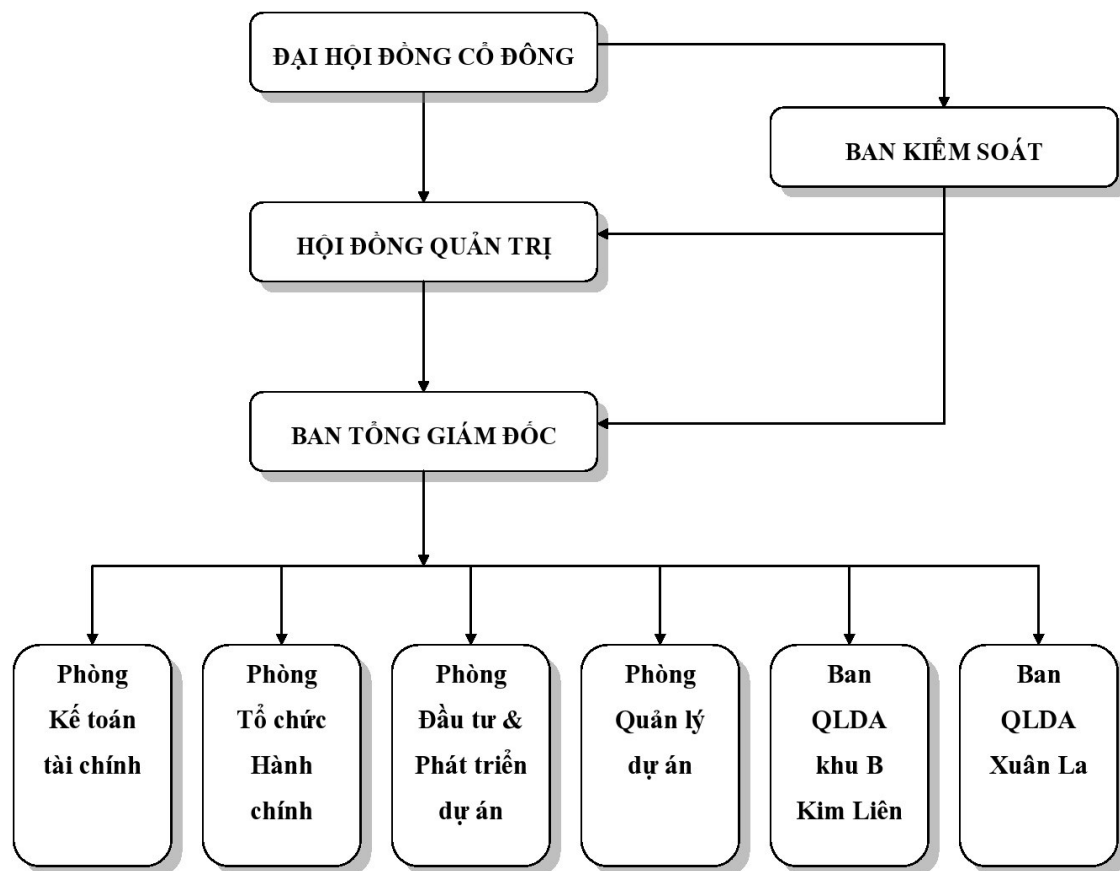 ĐẠI HỘI ĐỒNG CỔ ĐÔNG
BAN KIỂM SOÁT
HỘI ĐỒNG QUẢN TRỊ
BAN TỔNG GIÁM ĐỐC
Phòng
Kế toán
tài chính
Phòng
Tổ chức
Hành
chính
Phòng
Đầu tư &
Phát triển
dự án
Phòng
Quản lý
dự án
Ban
QLDA
khu B
Kim Liên
Ban
QLDA
Xuân La